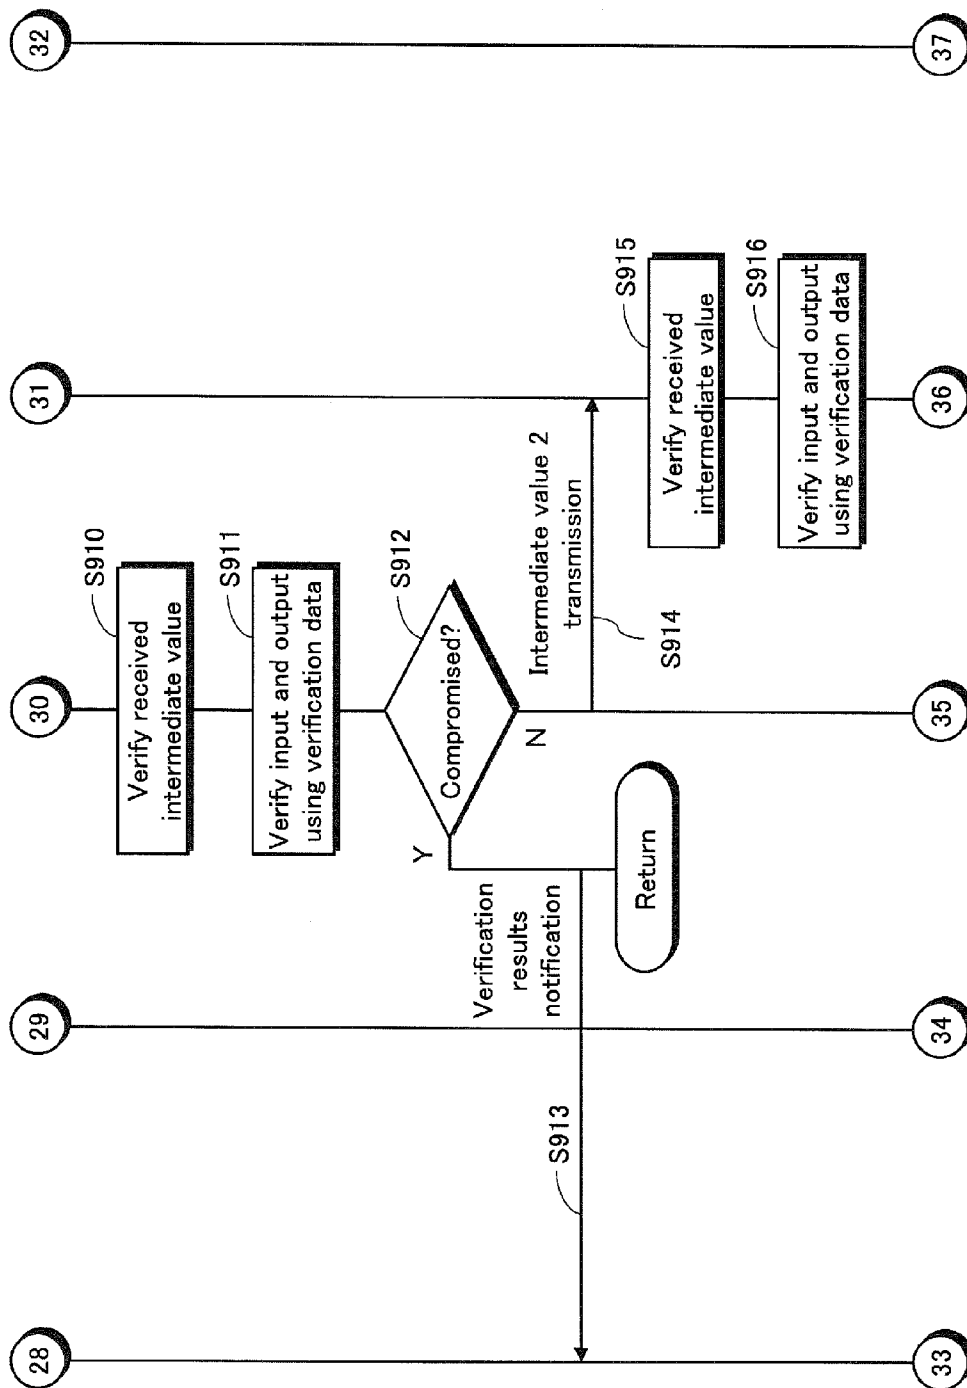 28
29
30
31
32
S910
Verify received
intermediate value
S911
Verify input and output
using verification data
S912
Compromised?
Y
N
Verification
results
notification
Intermediate value 2
transmission
S913
S914
Return
S915
Verify received
intermediate value
S916
Verify input and output
using verification data
33
34
35
36
37